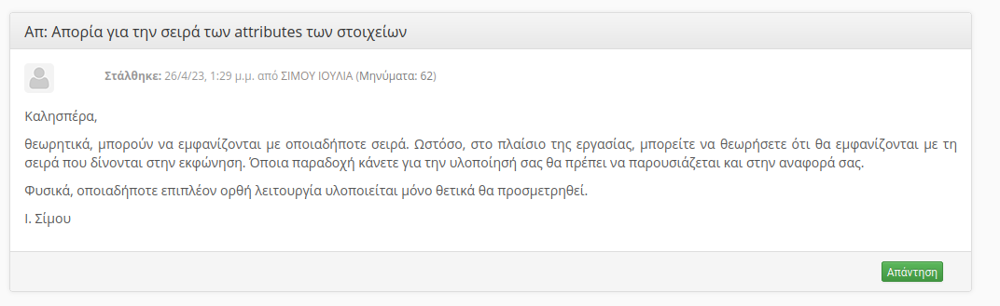 Απ: Απορία για την σειρά των attributes των στοιχείων
Στάλθηκε: 26/4/23, 1:29 μ.μ. από ΣΙΜΟΥ ΙΟΥΛΙΑ (Μηνύματα: 62)
Καλησπέρα,
θεωρητικά, μπορούν να εμφανίζονται με οποιαδήποτε σειρά. Ωστόσο, στο πλαίσιο της εργασίας, μπορείτε να θεωρήσετε ότι θα εμφανίζονται με τη
σειρά που δίνονται στην εκφώνηση. Όποια παραδοχή κάνετε για την υλοποίησή σας θα πρέπει να παρουσιάζεται και στην αναφορά σας.
Φυσικά, οποιαδήποτε επιπλέον ορθή λειτουργία υλοποιείται μόνο θετικά θα προσμετρηθεί.
Ι. Σίμου
Απάντηση